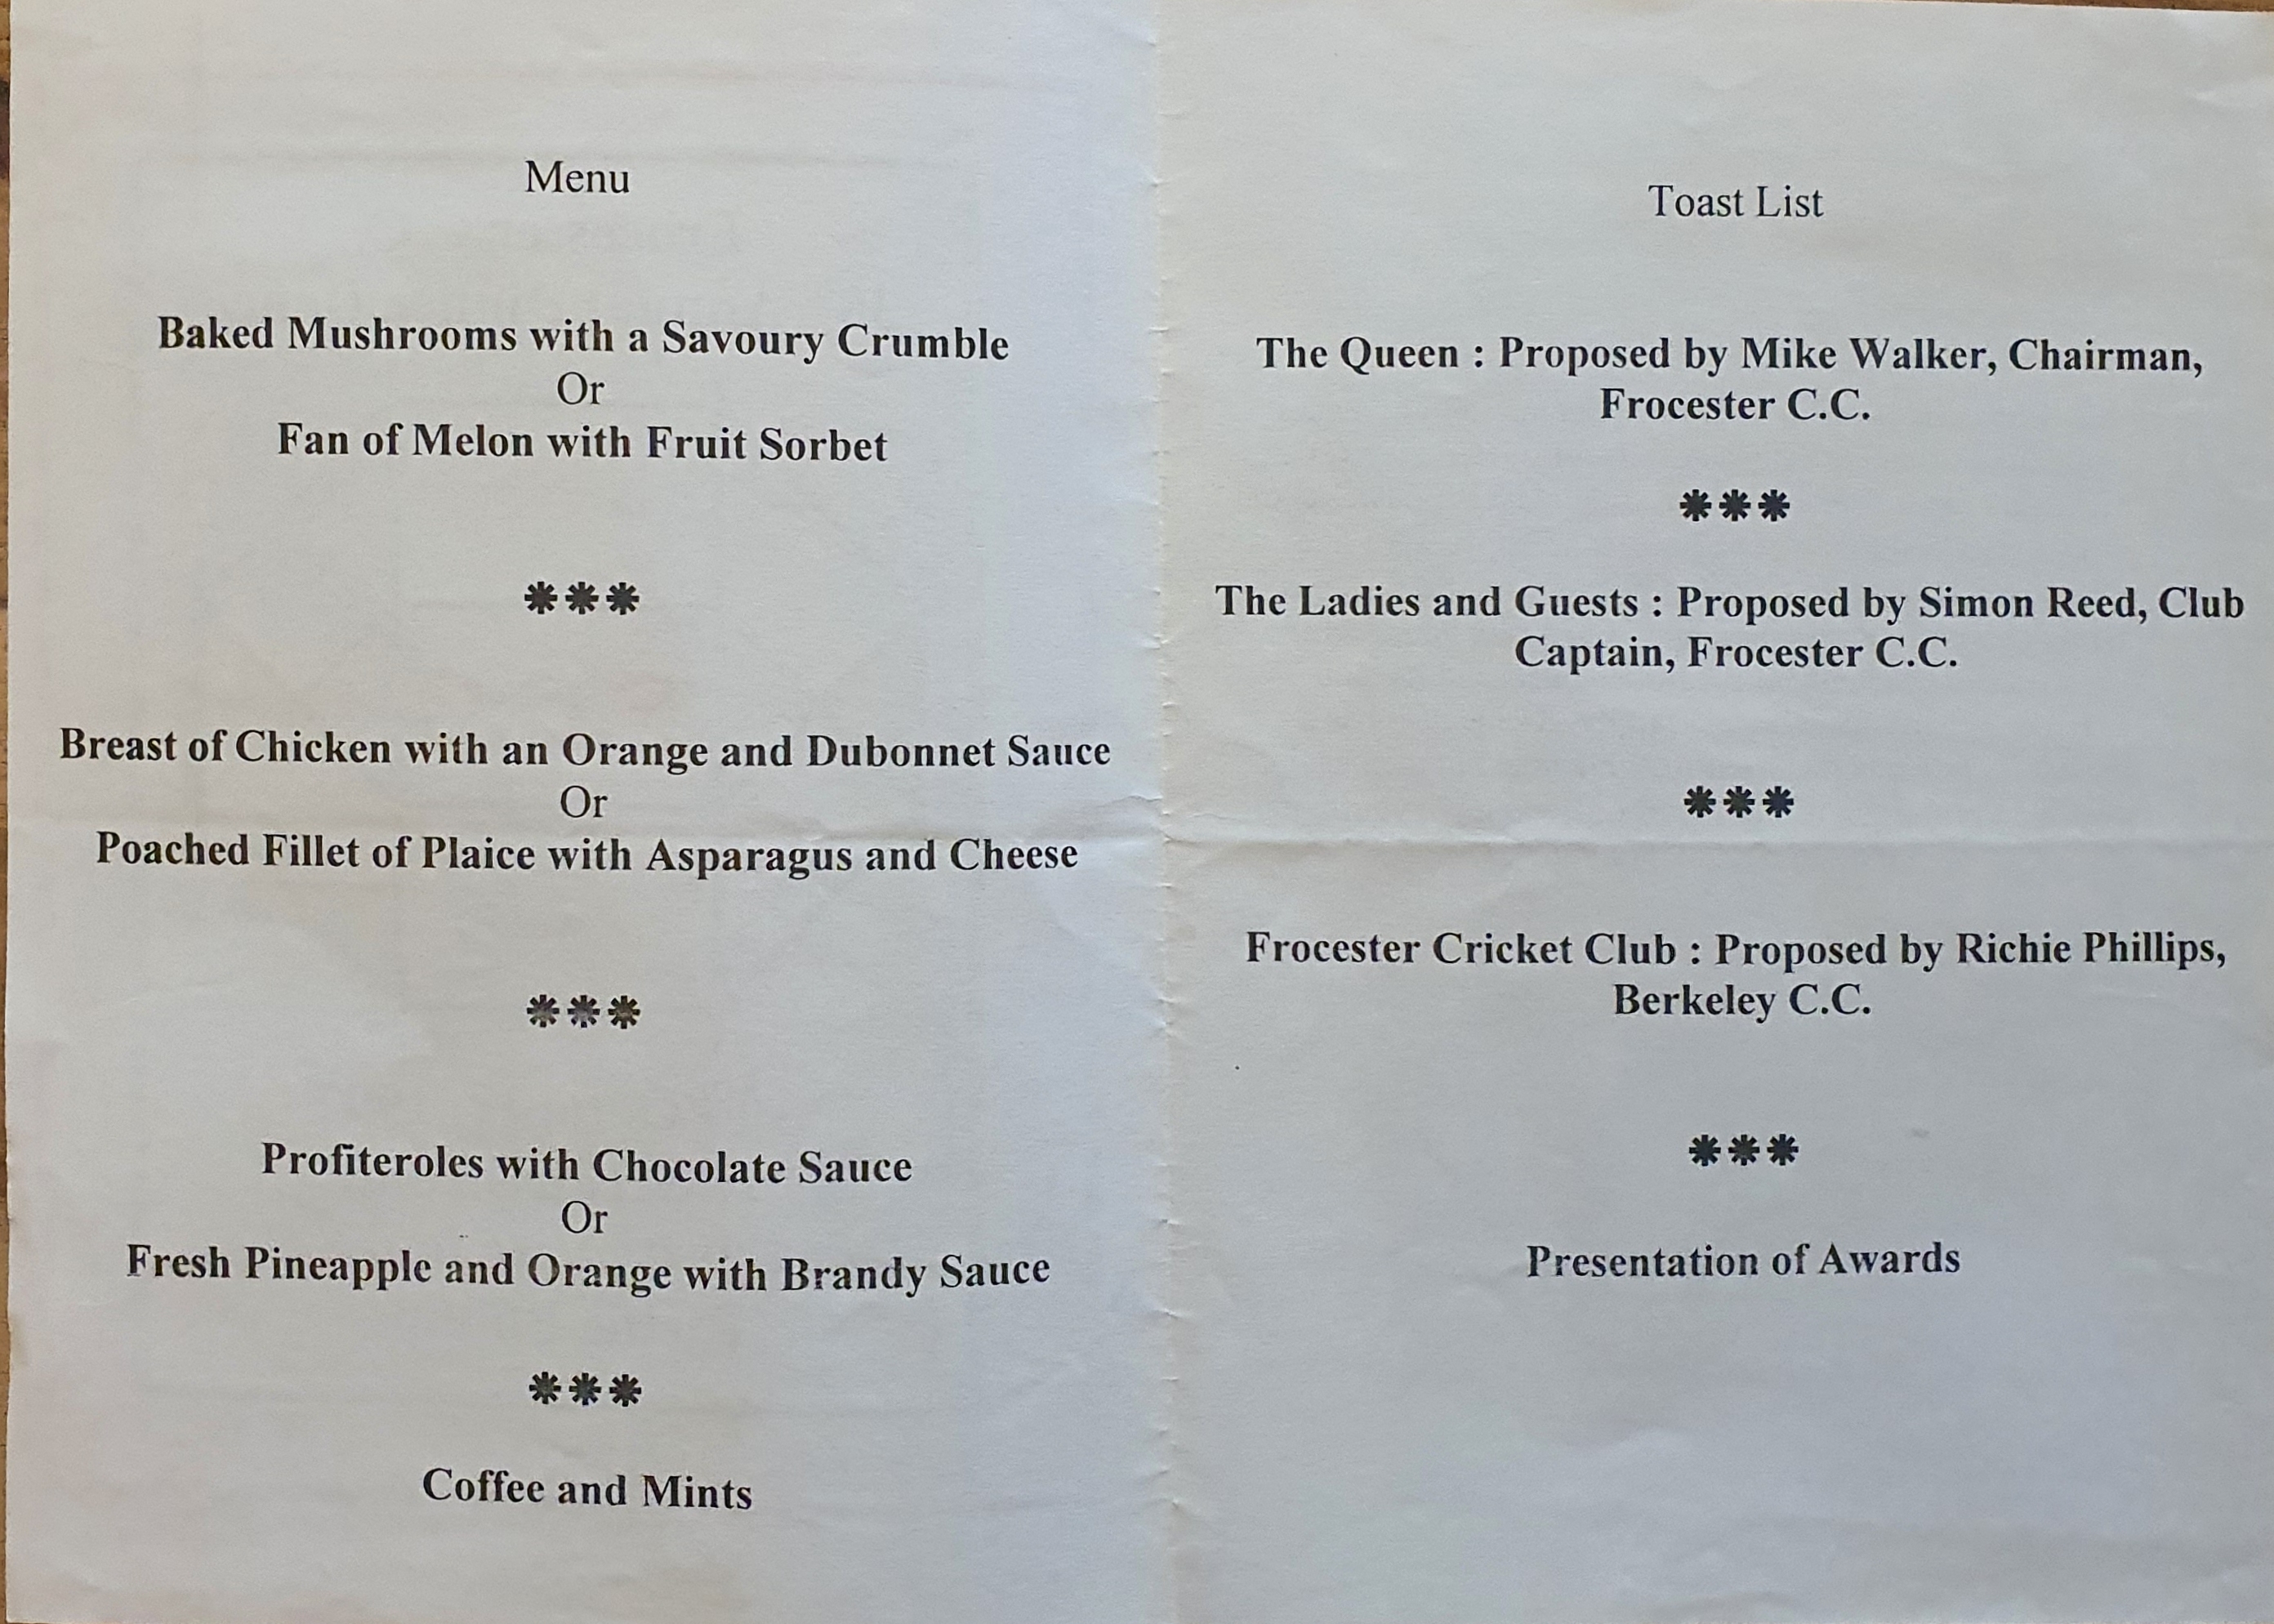 Menu
Baked Mushrooms with a Savoury Crumble
Or
Fan of Melon with Fruit Sorbet
***
Breast of Chicken with an Orange and Dubonnet Sauce
Or
Poached Fillet of Plaice with Asparagus and Cheese
***
Profiteroles with Chocolate Sauce
Or
Fresh Pineapple and Orange with Brandy Sauce
***
Coffee and Mints
Toast List
The Queen : Proposed by Mike Walker, Chairman,
Frocester C.C.
***
The Ladies and Guests : Proposed by Simon Reed, Club
Captain, Frocester C.C.
***
Frocester Cricket Club : Proposed by Richie Phillips,
Berkeley C.C.
***
Presentation of Awards